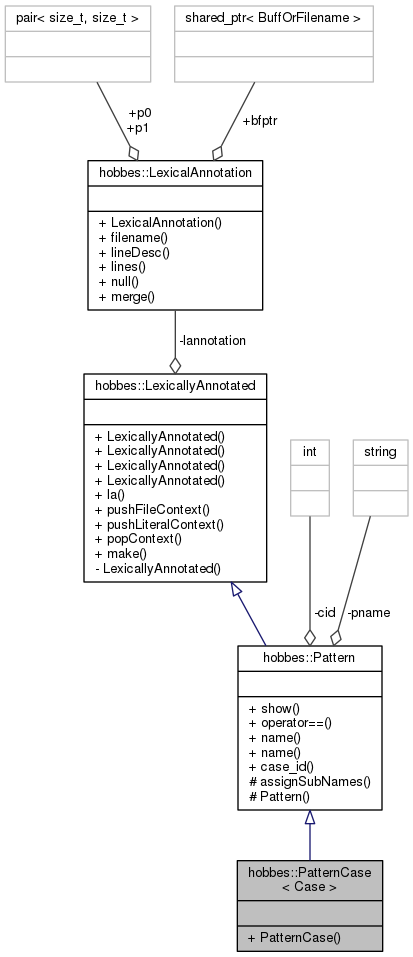 pair< size_t, size_t >
shared_ptr< BuffOrFilename >
+p0
+p1
+bfptr
hobbes::LexicalAnnotation
+ LexicalAnnotation()
+ filename()
+ lineDesc()
+ lines()
+ null()
+ merge()
-lannotation
hobbes::LexicallyAnnotated
+ LexicallyAnnotated()
+ LexicallyAnnotated()
+ LexicallyAnnotated()
+ LexicallyAnnotated()
+ la()
+ pushFileContext()
+ pushLiteralContext()
+ popContext()
+ make()
- LexicallyAnnotated()
int
string
-cid
-pname
hobbes::Pattern
+ show()
+ operator==()
+ name()
+ name()
+ case_id()
# assignSubNames()
# Pattern()
hobbes::PatternCase
< Case >
+ PatternCase()